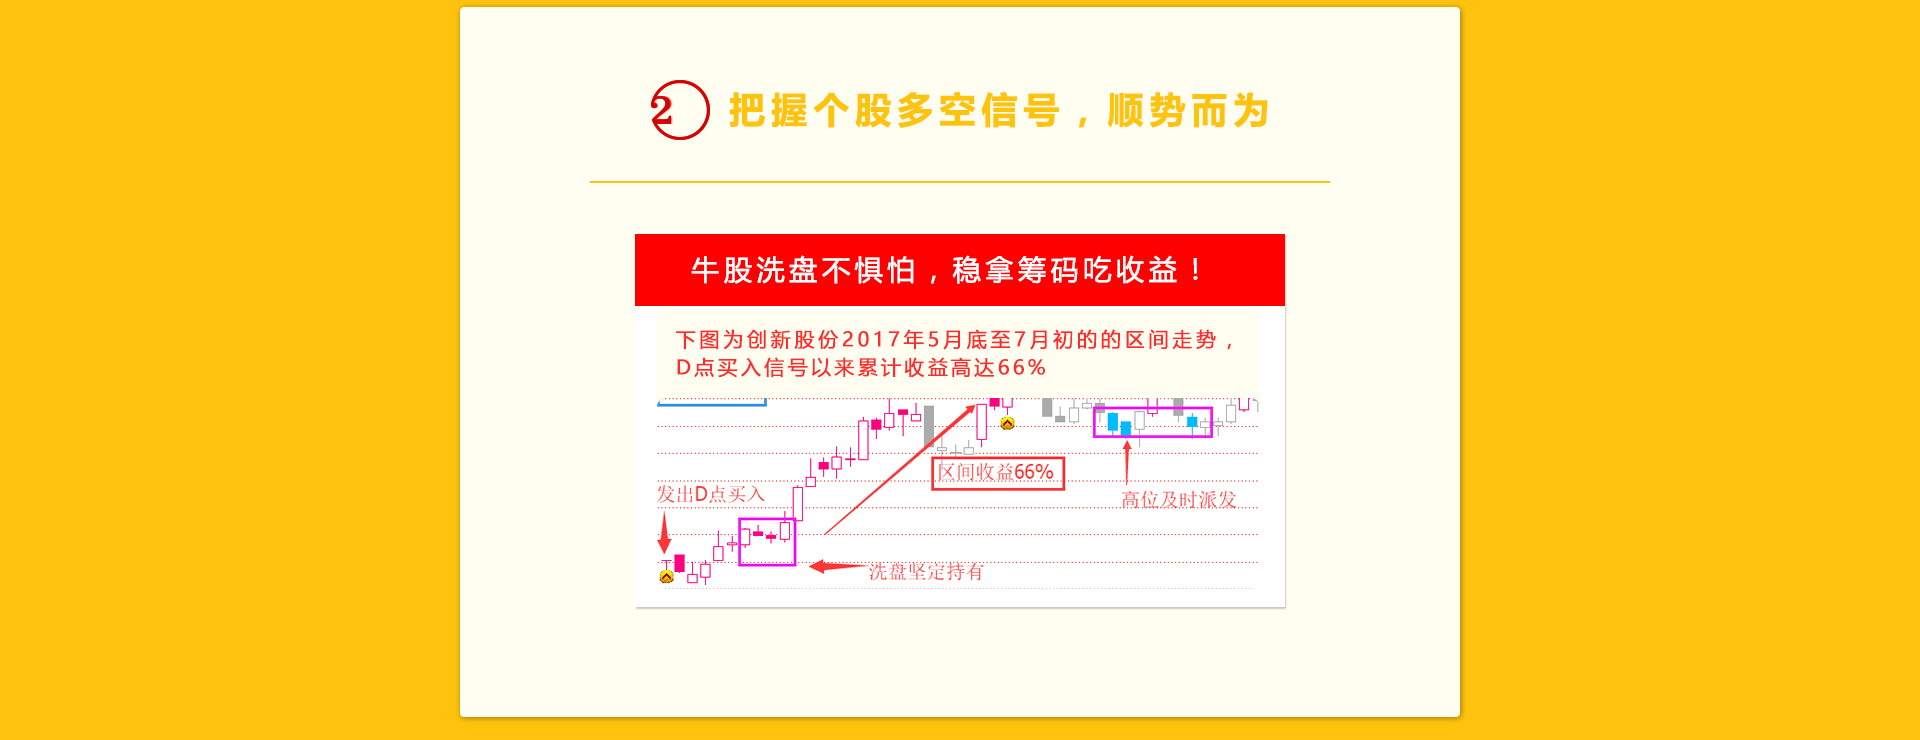 2 把握个股多空信号，顺势而为
牛股洗盘不惧怕，稳拿筹码吃收益！
下图为创新股份2017年5月底至7月初的的区间走势，
D点买入信号以来累计收益高达66%
区间收益66%
发出D点买入
高位及时派发
洗盘坚定持有